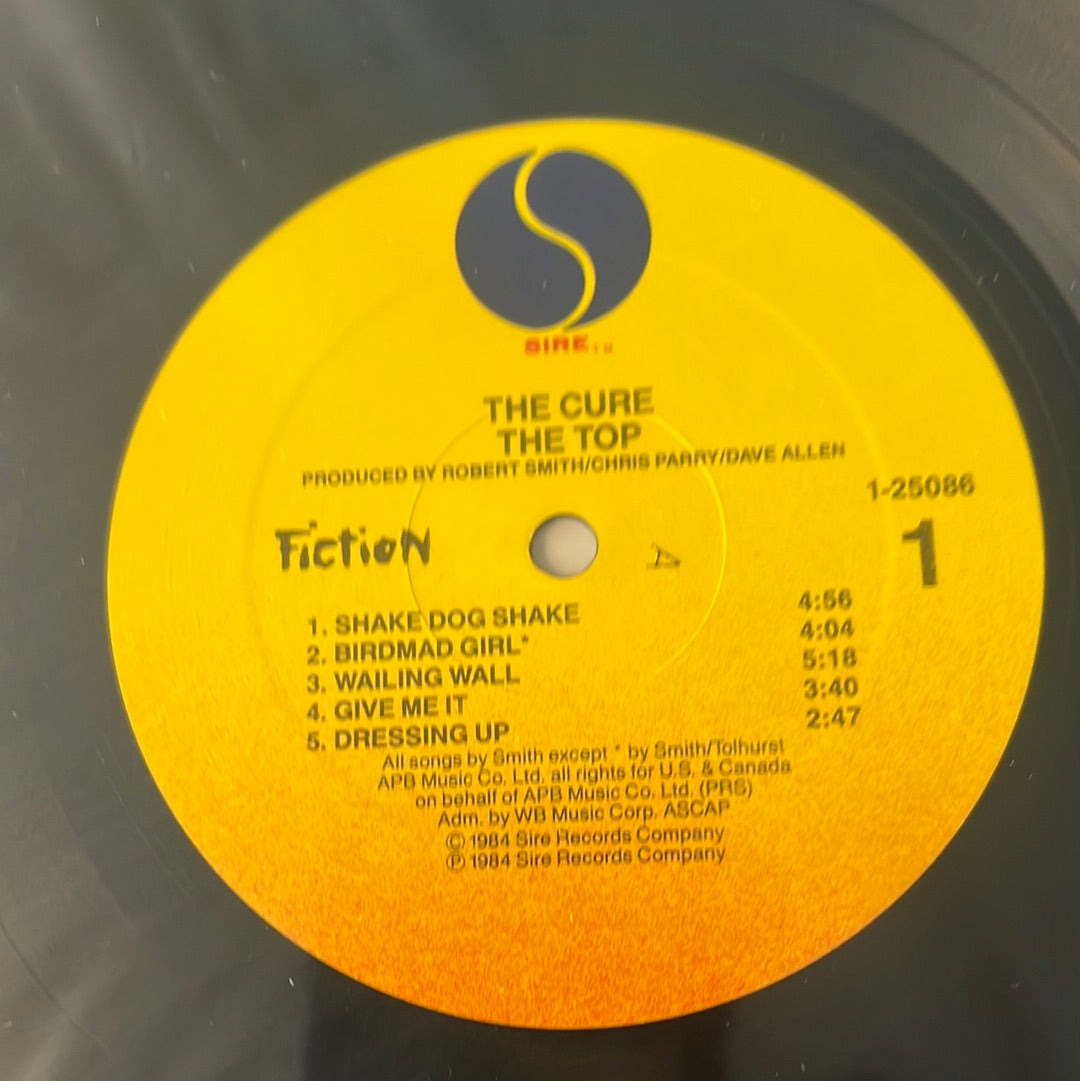 SIRE TM
THE CURE
THE TOP
PRODUCED BY ROBERT SMITH/CHRIS PARRY/DAVE ALLEN
1-25086
Fiction
A
1
1. SHAKE DOG SHAKE 4:56
2. BIRDMAD GIRL* 4:04
3. WAILING WALL 5:18
4. GIVE ME IT 3:40
5. DRESSING UP 2:47
All songs by Smith except * by Smith/Tolhurst
APB Music Co. Ltd. all rights for U.S. & Canada
on behalf of APB Music Co. Ltd. (PRS)
Adm. by WB Music Corp. ASCAP
© 1984 Sire Records Company
℗ 1984 Sire Records Company